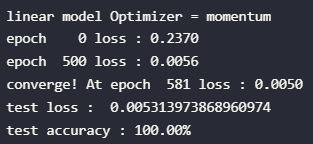 linear model Optimizer = momentum
epoch    0 loss : 0.2370
epoch  500 loss : 0.0056
converge! At epoch  581 loss : 0.0050
test loss :  0.005313973868960974
test accuracy : 100.00%